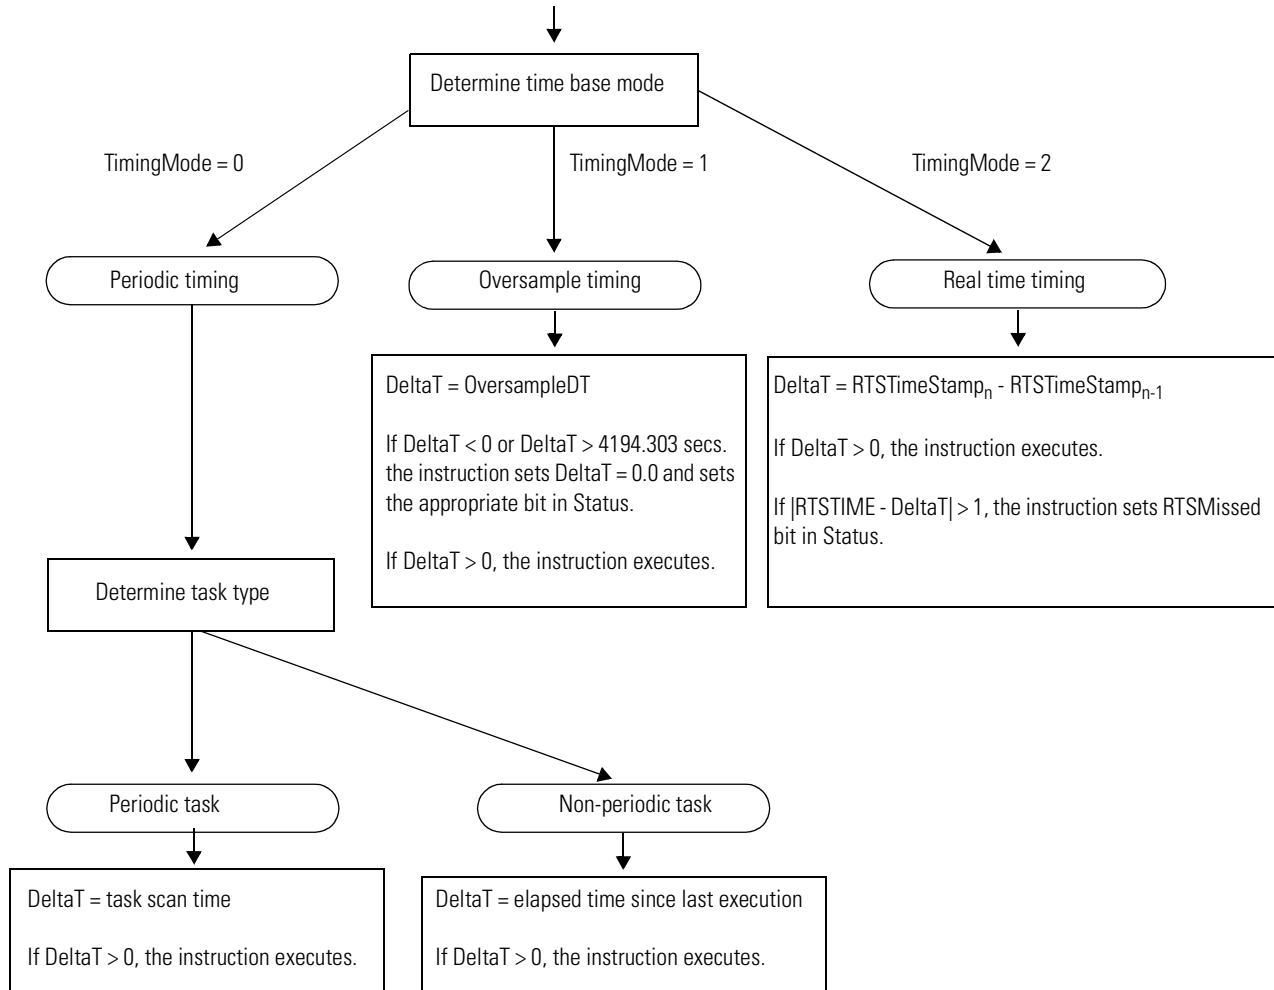 Determine time base mode
TimingMode = 0
TimingMode = 1
TimingMode = 2
Periodic timing
Oversample timing
Real time timing
DeltaT = OversampleDT
If DeltaT < 0 or DeltaT > 4194.303 secs.
the instruction sets DeltaT = 0.0 and sets
the appropriate bit in Status.
If DeltaT > 0, the instruction executes.
DeltaT = RTSTimeStampn - RTSTimeStampn-1
If DeltaT > 0, the instruction executes.
If |RTSTIME - DeltaT| > 1, the instruction sets RTSMissed
bit in Status.
Determine task type
Periodic task
Non-periodic task
DeltaT = task scan time
If DeltaT > 0, the instruction executes.
DeltaT = elapsed time since last execution
If DeltaT > 0, the instruction executes.